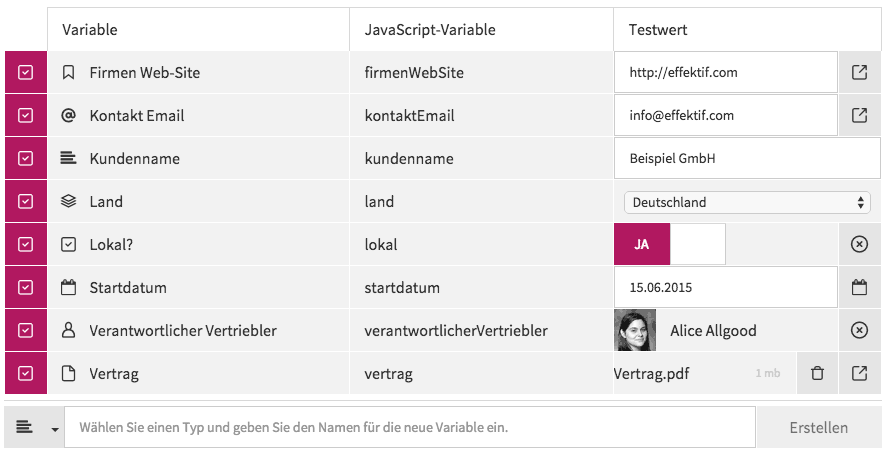 Variable JavaScript-Variable Testwert
Firmen Web-Site firmenWebSite http://effektif.com
Kontakt Email kontaktEmail info@effektif.com
Kundenname kundenname Beispiel GmbH
Land land Deutschland
Lokal? lokal JA
Startdatum startdatum 15.06.2015
Verantwortlicher Vertriebler verantwortlicherVertriebler Alice Allgood
Vertrag vertrag Vertrag.pdf 1 mb
Wählen Sie einen Typ und geben Sie den Namen für die neue Variable ein. Erstellen